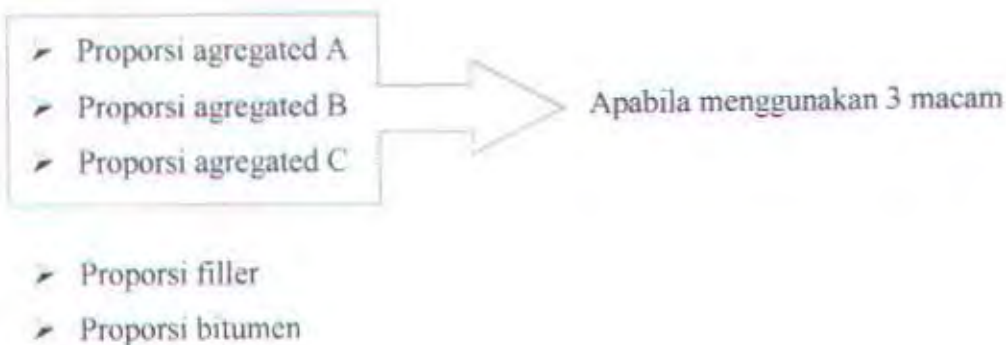 ➤ Proporsi agregated A
➤ Proporsi agregated B
➤ Proporsi agregated C
Apabila menggunakan 3 macam
➤ Proporsi filler
➤ Proporsi bitumen